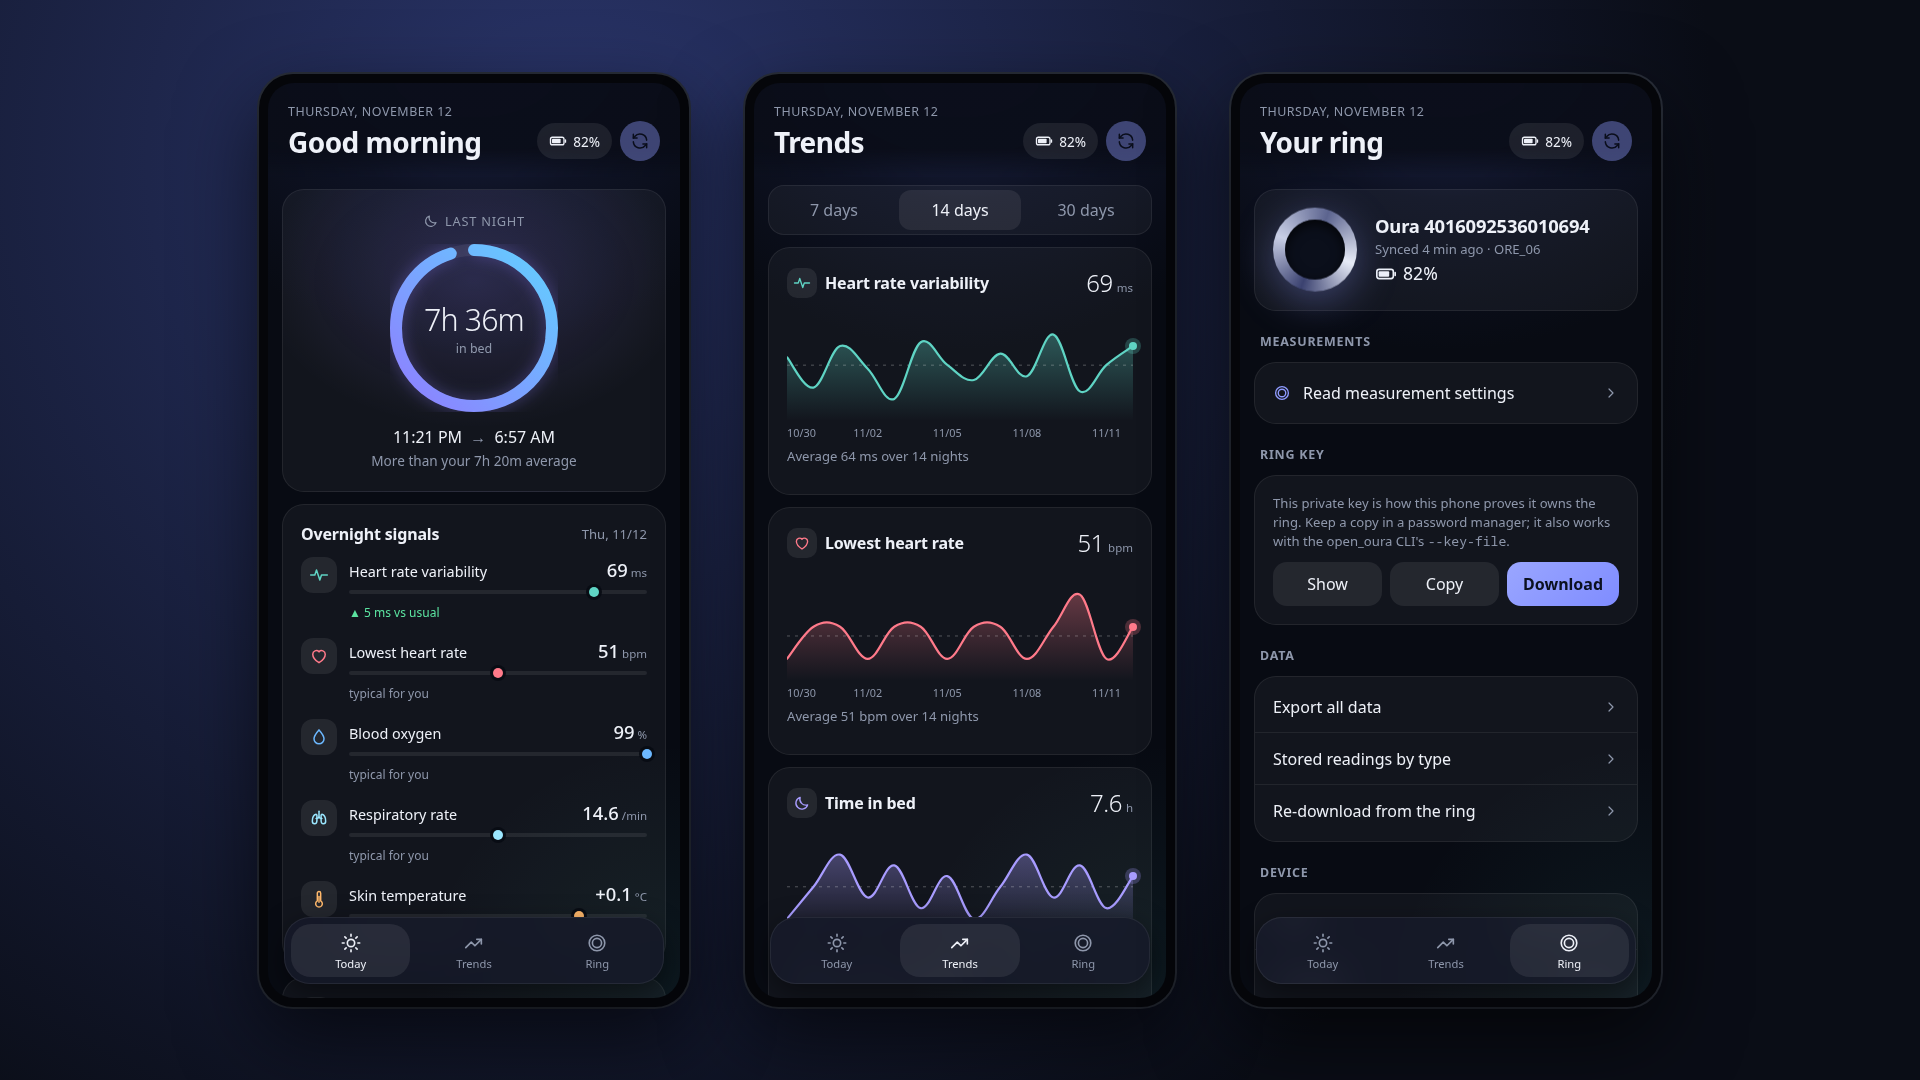 THURSDAY, NOVEMBER 12
Good morning
82%
LAST NIGHT
7h 36m
in bed
11:21 PM → 6:57 AM
More than your 7h 20m average
Overnight signals
Thu, 11/12
Heart rate variability
69 ms
▲ 5 ms vs usual
Lowest heart rate
51 bpm
typical for you
Blood oxygen
99 %
typical for you
Respiratory rate
14.6 /min
typical for you
Skin temperature
+0.1 °C
Today
Trends
Ring
THURSDAY, NOVEMBER 12
Trends
82%
7 days
14 days
30 days
Heart rate variability
69 ms
10/30 11/02 11/05 11/08 11/11
Average 64 ms over 14 nights
Lowest heart rate
51 bpm
10/30 11/02 11/05 11/08 11/11
Average 51 bpm over 14 nights
Time in bed
7.6 h
Today
Trends
Ring
THURSDAY, NOVEMBER 12
Your ring
82%
Oura 4016092536010694
Synced 4 min ago · ORE_06
82%
MEASUREMENTS
Read measurement settings
RING KEY
This private key is how this phone proves it owns the
ring. Keep a copy in a password manager; it also works
with the open_oura CLI's --key-file.
Show
Copy
Download
DATA
Export all data
Stored readings by type
Re-download from the ring
DEVICE
Today
Trends
Ring